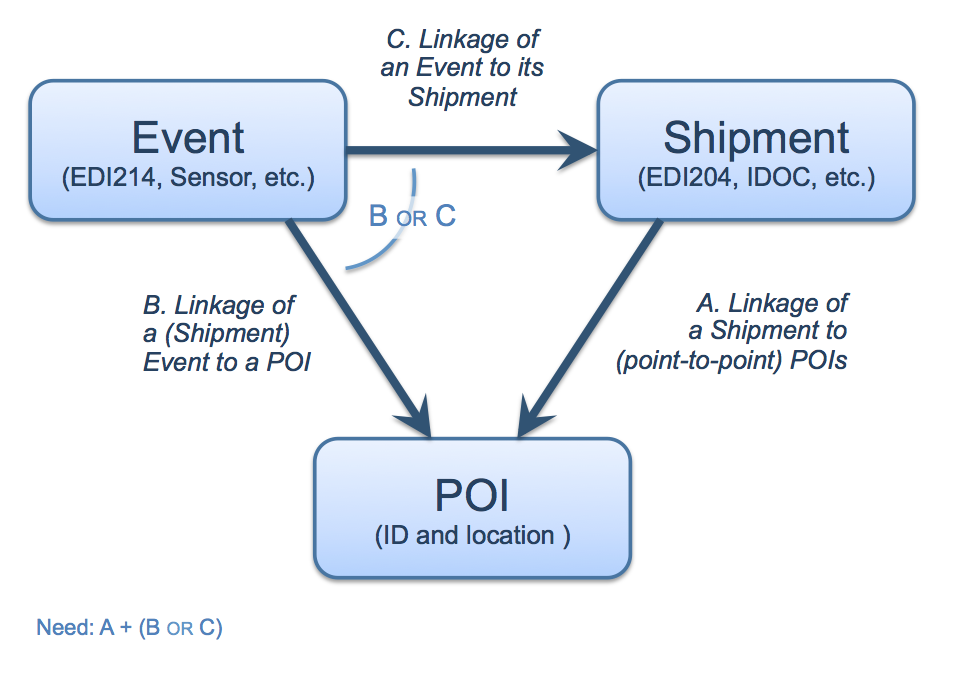 C. Linkage of
an Event to its
Shipment
Event
(EDI214, Sensor, etc.)
Shipment
(EDI204, IDOC, etc.)
B OR C
B. Linkage of
a (Shipment)
Event to a POI
A. Linkage of
a Shipment to
(point-to-point) POIs
POI
(ID and location )
Need: A + (B OR C)